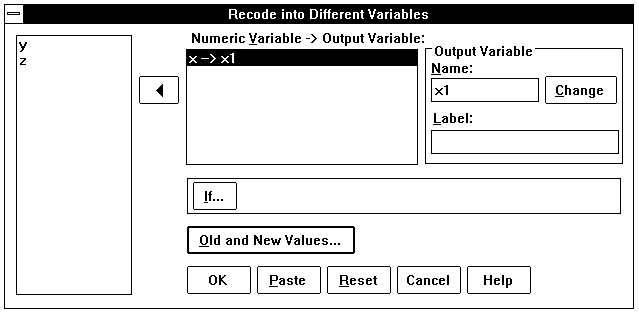 Recode into Different Variables
y
z
Numeric Variable -> Output Variable:
x --> x1
Output Variable
Name:
x1
Change
Label:
If...
Old and New Values...
OK
Paste
Reset
Cancel
Help